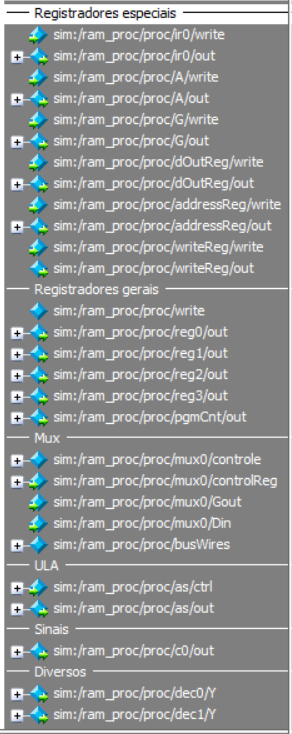 Registradores especiais
sim:/ram_proc/proc/ir0/write
sim:/ram_proc/proc/ir0/out
sim:/ram_proc/proc/A/write
sim:/ram_proc/proc/A/out
sim:/ram_proc/proc/G/write
sim:/ram_proc/proc/G/out
sim:/ram_proc/proc/dOutReg/write
sim:/ram_proc/proc/dOutReg/out
sim:/ram_proc/proc/addressReg/write
sim:/ram_proc/proc/addressReg/out
sim:/ram_proc/proc/writeReg/write
sim:/ram_proc/proc/writeReg/out
Registradores gerais
sim:/ram_proc/proc/write
sim:/ram_proc/proc/reg0/out
sim:/ram_proc/proc/reg1/out
sim:/ram_proc/proc/reg2/out
sim:/ram_proc/proc/reg3/out
sim:/ram_proc/proc/pgmCnt/out
Mux
sim:/ram_proc/proc/mux0/controle
sim:/ram_proc/proc/mux0/controlReg
sim:/ram_proc/proc/mux0/Gout
sim:/ram_proc/proc/mux0/Din
sim:/ram_proc/proc/busWires
ULA
sim:/ram_proc/proc/as/ctrl
sim:/ram_proc/proc/as/out
Sinais
sim:/ram_proc/proc/c0/out
Diversos
sim:/ram_proc/proc/dec0/Y
sim:/ram_proc/proc/dec1/Y